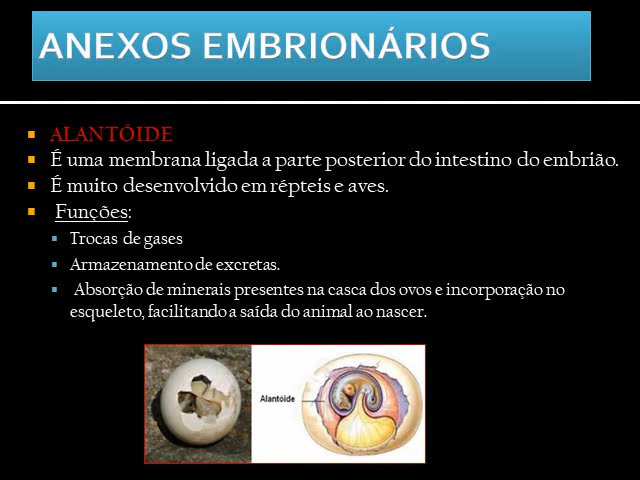 ANEXOS EMBRIONÁRIOS
ALANTÓIDE
É uma membrana ligada a parte posterior do intestino do embrião.
É muito desenvolvido em répteis e aves.
Funções:
Trocas de gases
Armazenamento de excretas.
Absorção de minerais presentes na casca dos ovos e incorporação no
esqueleto, facilitando a saída do animal ao nascer.
Alantóide